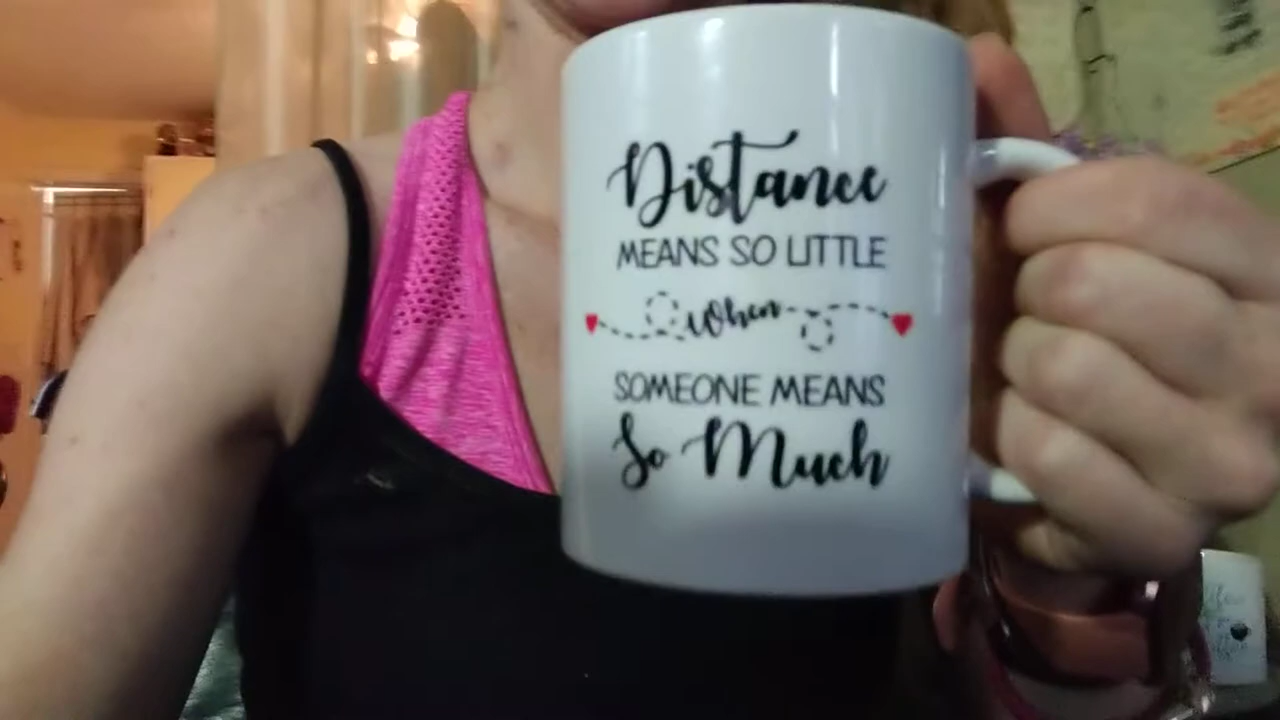 Distance
MEANS SO LITTLE
When
SOMEONE MEANS
So Much